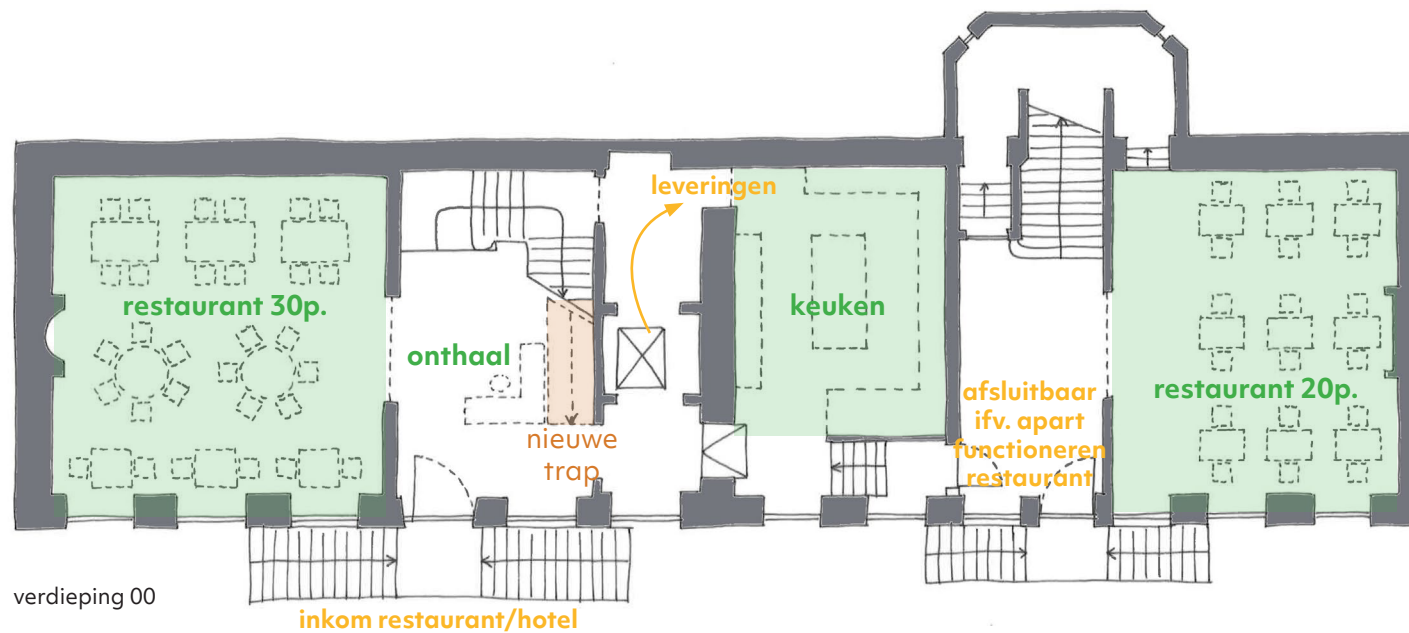 leveringen
restaurant 30p.
keuken
onthaal
afsluitbaar
ifv. apart
functioneren
restaurant
restaurant 20p.
nieuwe
trap
verdieping 00
inkom restaurant/hotel